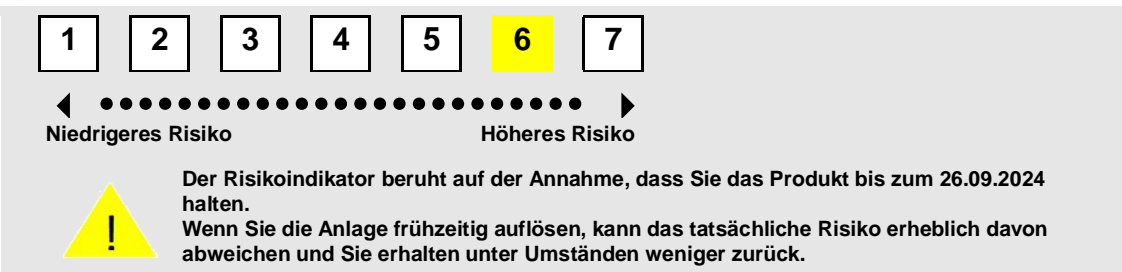 1 2 3 4 5 6 7
Niedrigeres Risiko Höheres Risiko
Der Risikoindikator beruht auf der Annahme, dass Sie das Produkt bis zum 26.09.2024
halten.
!
Wenn Sie die Anlage frühzeitig auflösen, kann das tatsächliche Risiko erheblich davon
abweichen und Sie erhalten unter Umständen weniger zurück.